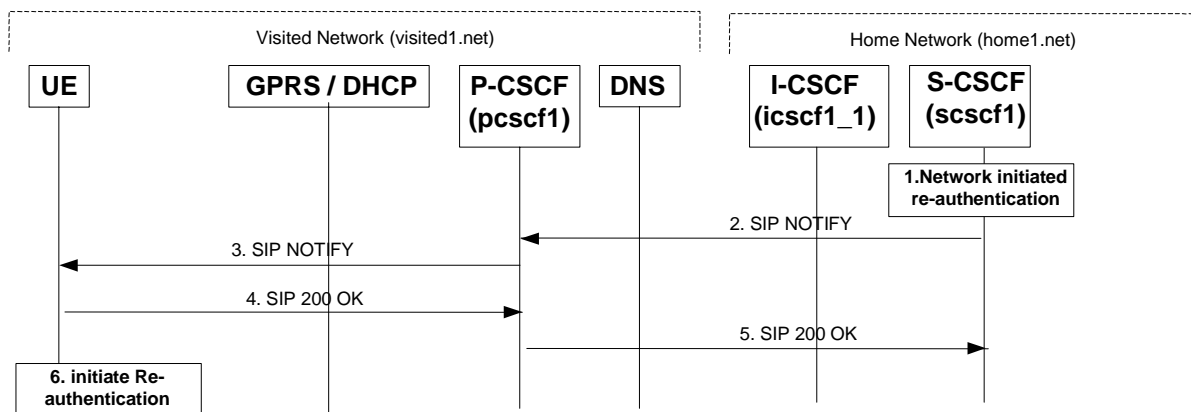 Visited Network (visited1.net)
Home Network (home1.net)
UE
GPRS / DHCP
P-CSCF
(pcscf1)
DNS
I-CSCF
(icscf1_1)
S-CSCF
(scscf1)
1.Network initiated
re-authentication
2. SIP NOTIFY
3. SIP NOTIFY
4. SIP 200 OK
5. SIP 200 OK
6. initiate Re-
authentication